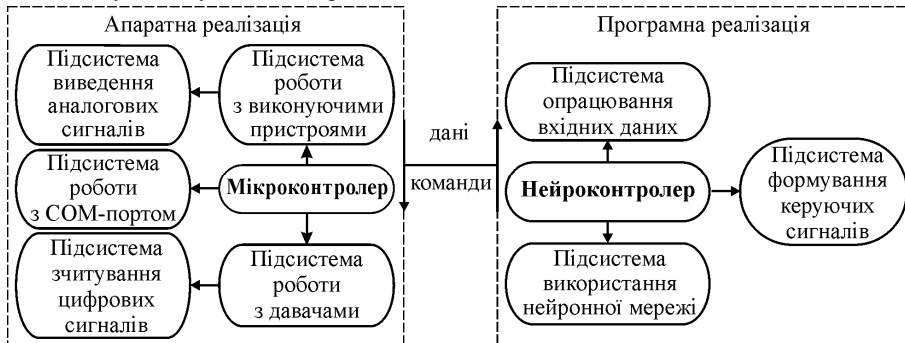 Апаратна реалізація
Підсистема
виведення
аналогових
сигналів
Підсистема
роботи
з виконуючими
пристроями
Підсистема
роботи
з COM-портом
Мікроконтролер
Підсистема
зчитування
цифрових
сигналів
Підсистема
роботи
з давачами
дані
команди
Програмна реалізація
Підсистема
опрацювання
вхідних даних
Нейроконтролер
Підсистема
формування
керуючих
сигналів
Підсистема
використання
нейронної мережі